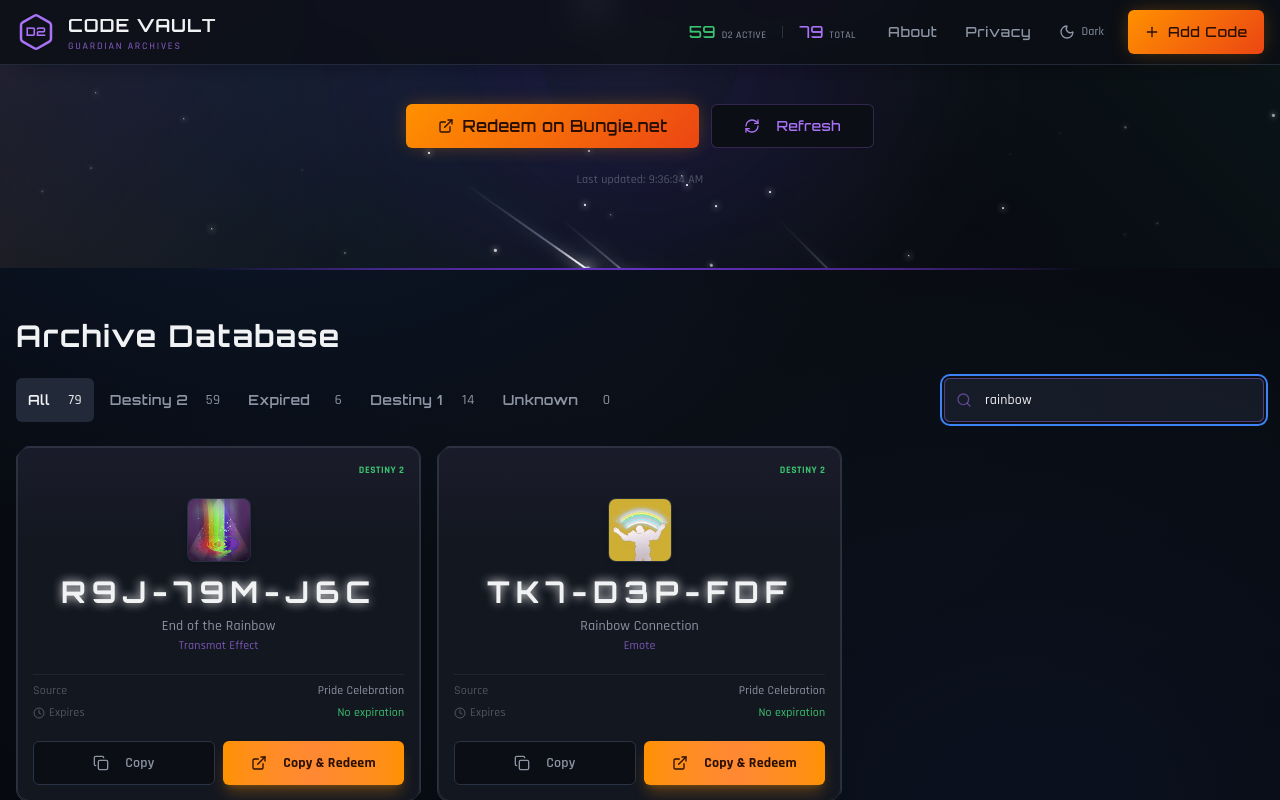 D2
CODE VAULT
GUARDIAN ARCHIVES
59 D2 ACTIVE
79 TOTAL
About
Privacy
Dark
Add Code
Redeem on Bungie.net
Refresh
Last updated: 9:36:34 AM
Archive Database
All 79
Destiny 2 59
Expired 6
Destiny 1 14
Unknown 0
rainbow
DESTINY 2
R9J-79M-J6C
End of the Rainbow
Transmat Effect
Source Pride Celebration
Expires No expiration
Copy
Copy & Redeem
DESTINY 2
TK7-D3P-FDF
Rainbow Connection
Emote
Source Pride Celebration
Expires No expiration
Copy
Copy & Redeem